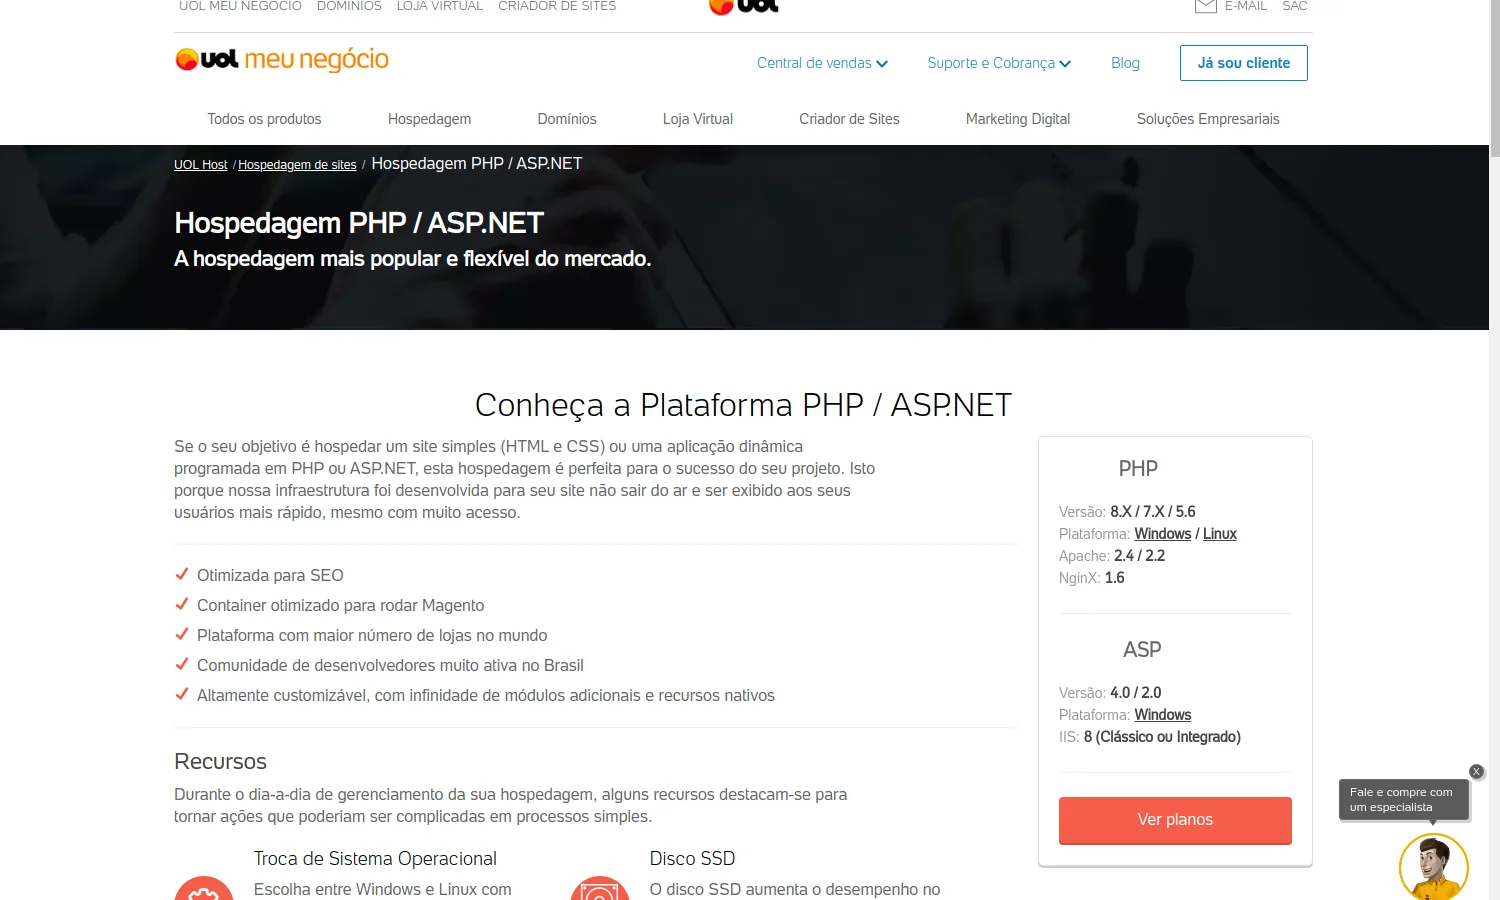 UOL MEU NEGÓCIO DOMÍNIOS LOJA VIRTUAL CRIADOR DE SITES UOL E-MAIL SAC
UOL meu negócio
Central de vendas Suporte e Cobrança Blog Já sou cliente
Todos os produtos Hospedagem Domínios Loja Virtual Criador de Sites Marketing Digital Soluções Empresariais
UOL Host / Hospedagem de sites / Hospedagem PHP / ASP.NET
Hospedagem PHP / ASP.NET
A hospedagem mais popular e flexível do mercado.
Conheça a Plataforma PHP / ASP.NET
Se o seu objetivo é hospedar um site simples (HTML e CSS) ou uma aplicação dinâmica
programada em PHP ou ASP.NET, esta hospedagem é perfeita para o sucesso do seu projeto. Isto
porque nossa infraestrutura foi desenvolvida para seu site não sair do ar e ser exibido aos seus
usuários mais rápido, mesmo com muito acesso.
Otimizada para SEO
Container otimizado para rodar Magento
Plataforma com maior número de lojas no mundo
Comunidade de desenvolvedores muito ativa no Brasil
Altamente customizável, com infinidade de módulos adicionais e recursos nativos
Recursos
Durante o dia-a-dia de gerenciamento da sua hospedagem, alguns recursos destacam-se para
tornar ações que poderiam ser complicadas em processos simples.
Troca de Sistema Operacional
Escolha entre Windows e Linux com
Disco SSD
O disco SSD aumenta o desempenho no
PHP
Versão: 8.X / 7.X / 5.6
Plataforma: Windows / Linux
Apache: 2.4 / 2.2
NginX: 1.6
ASP
Versão: 4.0 / 2.0
Plataforma: Windows
IIS: 8 (Clássico ou Integrado)
Ver planos
X
Fale e compre com
um especialista